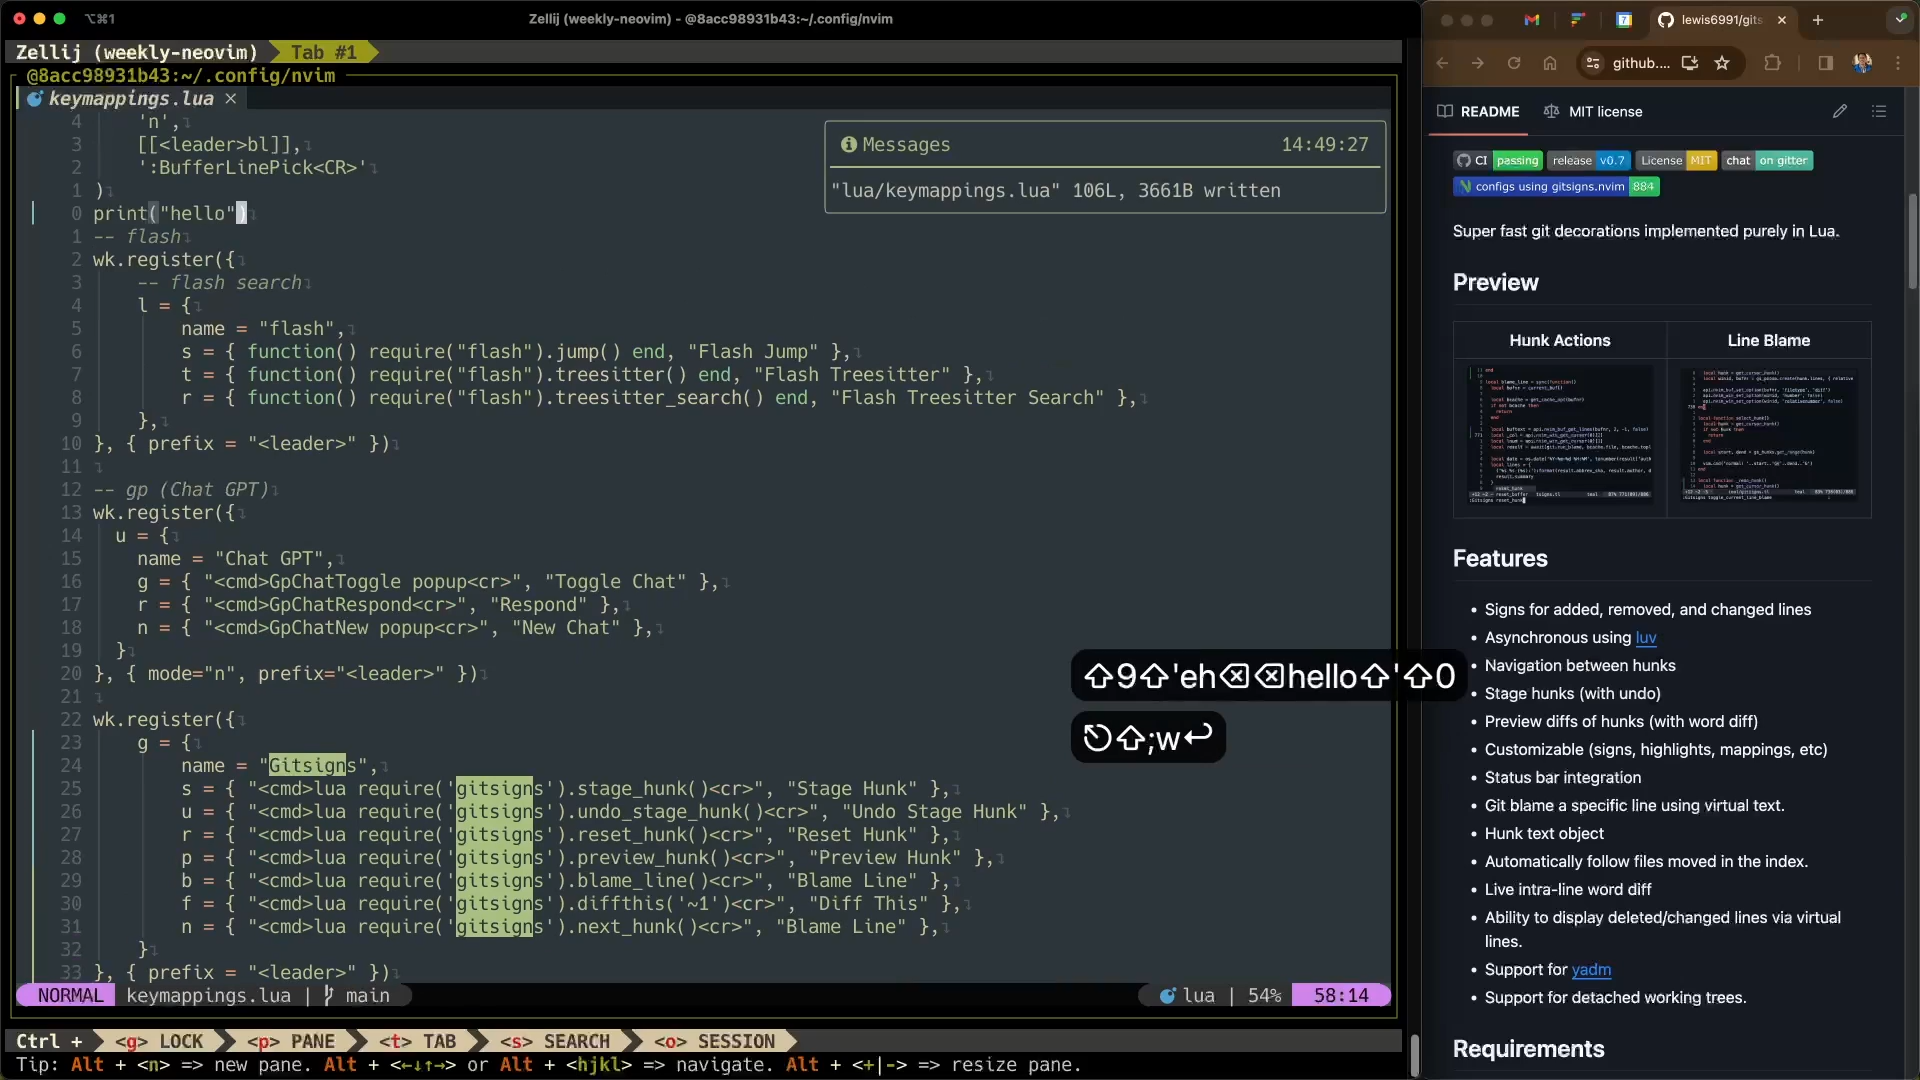 ⌥⌘1
Zellij (weekly-neovim) - @8acc98931b43:~/.config/nvim
Zellij (weekly-neovim) Tab #1
@8acc98931b43:~/.config/nvim
keymappings.lua ×
4 'n',
3 [[<leader>bl]],
2 ':BufferLinePick<CR>'
1 )
0 print("hello")
1 -- flash
2 wk.register({
3 -- flash search
4 l = {
5 name = "flash",
6 s = { function() require("flash").jump() end, "Flash Jump" },
7 t = { function() require("flash").treesitter() end, "Flash Treesitter" },
8 r = { function() require("flash").treesitter_search() end, "Flash Treesitter Search" },
9 },
10 }, { prefix = "<leader>" })
11
12 -- gp (Chat GPT)
13 wk.register({
14 u = {
15 name = "Chat GPT",
16 g = { "<cmd>GpChatToggle popup<cr>", "Toggle Chat" },
17 r = { "<cmd>GpChatRespond<cr>", "Respond" },
18 n = { "<cmd>GpChatNew popup<cr>", "New Chat" },
19 }
20 }, { mode="n", prefix="<leader>" })
21
22 wk.register({
23 g = {
24 name = "Gitsigns",
25 s = { "<cmd>lua require('gitsigns').stage_hunk()<cr>", "Stage Hunk" },
26 u = { "<cmd>lua require('gitsigns').undo_stage_hunk()<cr>", "Undo Stage Hunk" },
27 r = { "<cmd>lua require('gitsigns').reset_hunk()<cr>", "Reset Hunk" },
28 p = { "<cmd>lua require('gitsigns').preview_hunk()<cr>", "Preview Hunk" },
29 b = { "<cmd>lua require('gitsigns').blame_line()<cr>", "Blame Line" },
30 f = { "<cmd>lua require('gitsigns').diffthis('~1')<cr>", "Diff This" },
31 n = { "<cmd>lua require('gitsigns').next_hunk()<cr>", "Blame Line" },
32 }
33 }, { prefix = "<leader>" })
Messages 14:49:27
"lua/keymappings.lua" 106L, 3661B written
⇧9⇧'eh⌫⌫hello⇧'⇧0
⎋⇧;w↩
NORMAL keymappings.lua | main
lua | 54% 58:14
Ctrl + <g> LOCK <p> PANE <t> TAB <s> SEARCH <o> SESSION
Tip: Alt + <n> => new pane. Alt + <←↓↑→> or Alt + <hjkl> => navigate. Alt + <+|-> => resize pane.
lewis6991/gits ×
github....
README MIT license
CI passing release v0.7 License MIT chat on gitter
configs using gitsigns.nvim 884
Super fast git decorations implemented purely in Lua.
Preview
Hunk Actions Line Blame
Features
• Signs for added, removed, and changed lines
• Asynchronous using luv
• Navigation between hunks
• Stage hunks (with undo)
• Preview diffs of hunks (with word diff)
• Customizable (signs, highlights, mappings, etc)
• Status bar integration
• Git blame a specific line using virtual text.
• Hunk text object
• Automatically follow files moved in the index.
• Live intra-line word diff
• Ability to display deleted/changed lines via virtual
lines.
• Support for yadm
• Support for detached working trees.
Requirements